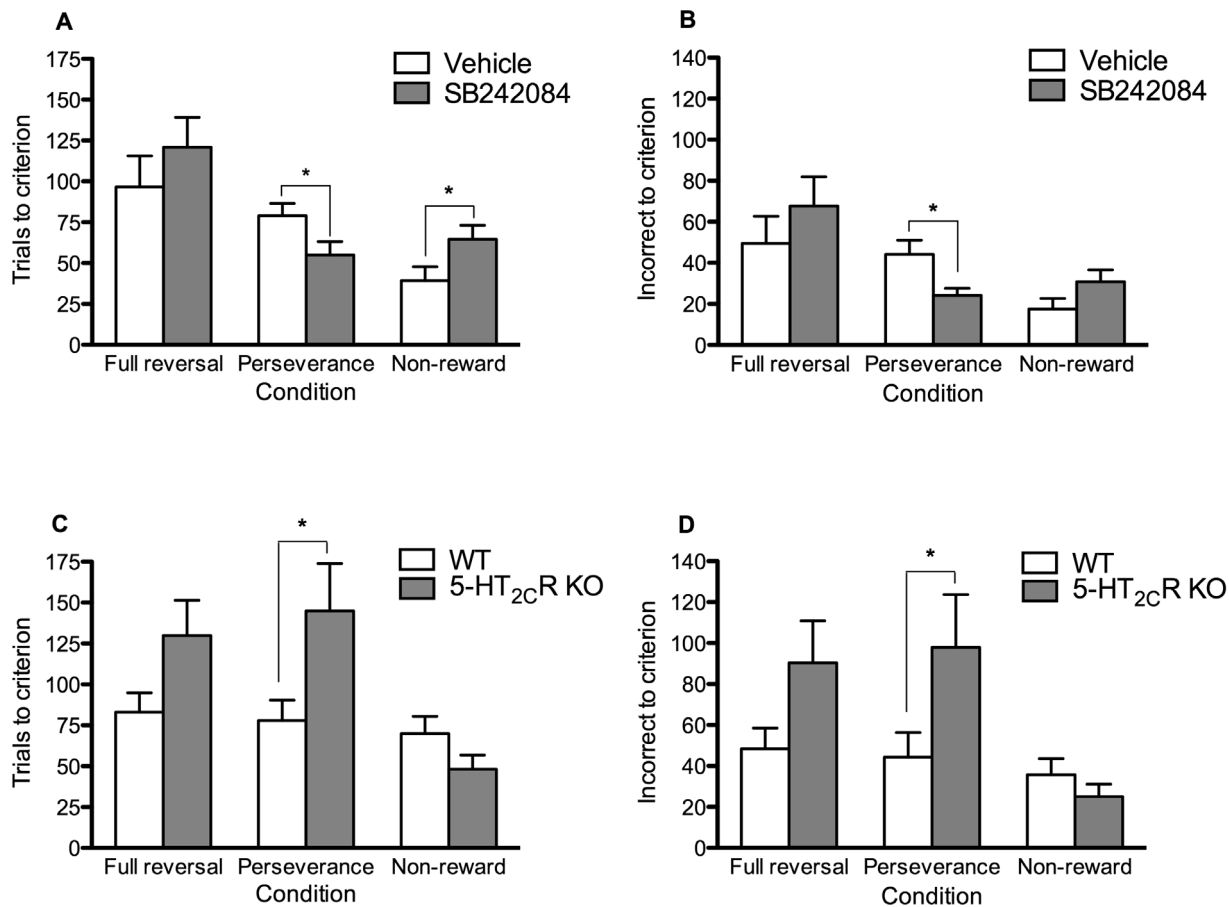 A
Vehicle
SB242084
Trials to criterion
175
150
125
100
75
50
25
0
*
*
Full reversal Perseverance Non-reward
Condition
B
Vehicle
SB242084
Incorrect to criterion
140
120
100
80
60
40
20
0
*
Full reversal Perseverance Non-reward
Condition
C
WT
5-HT2CR KO
Trials to criterion
175
150
125
100
75
50
25
0
*
Full reversal Perseverance Non-reward
Condition
D
WT
5-HT2CR KO
Incorrect to criterion
140
120
100
80
60
40
20
0
*
Full reversal Perseverance Non-reward
Condition